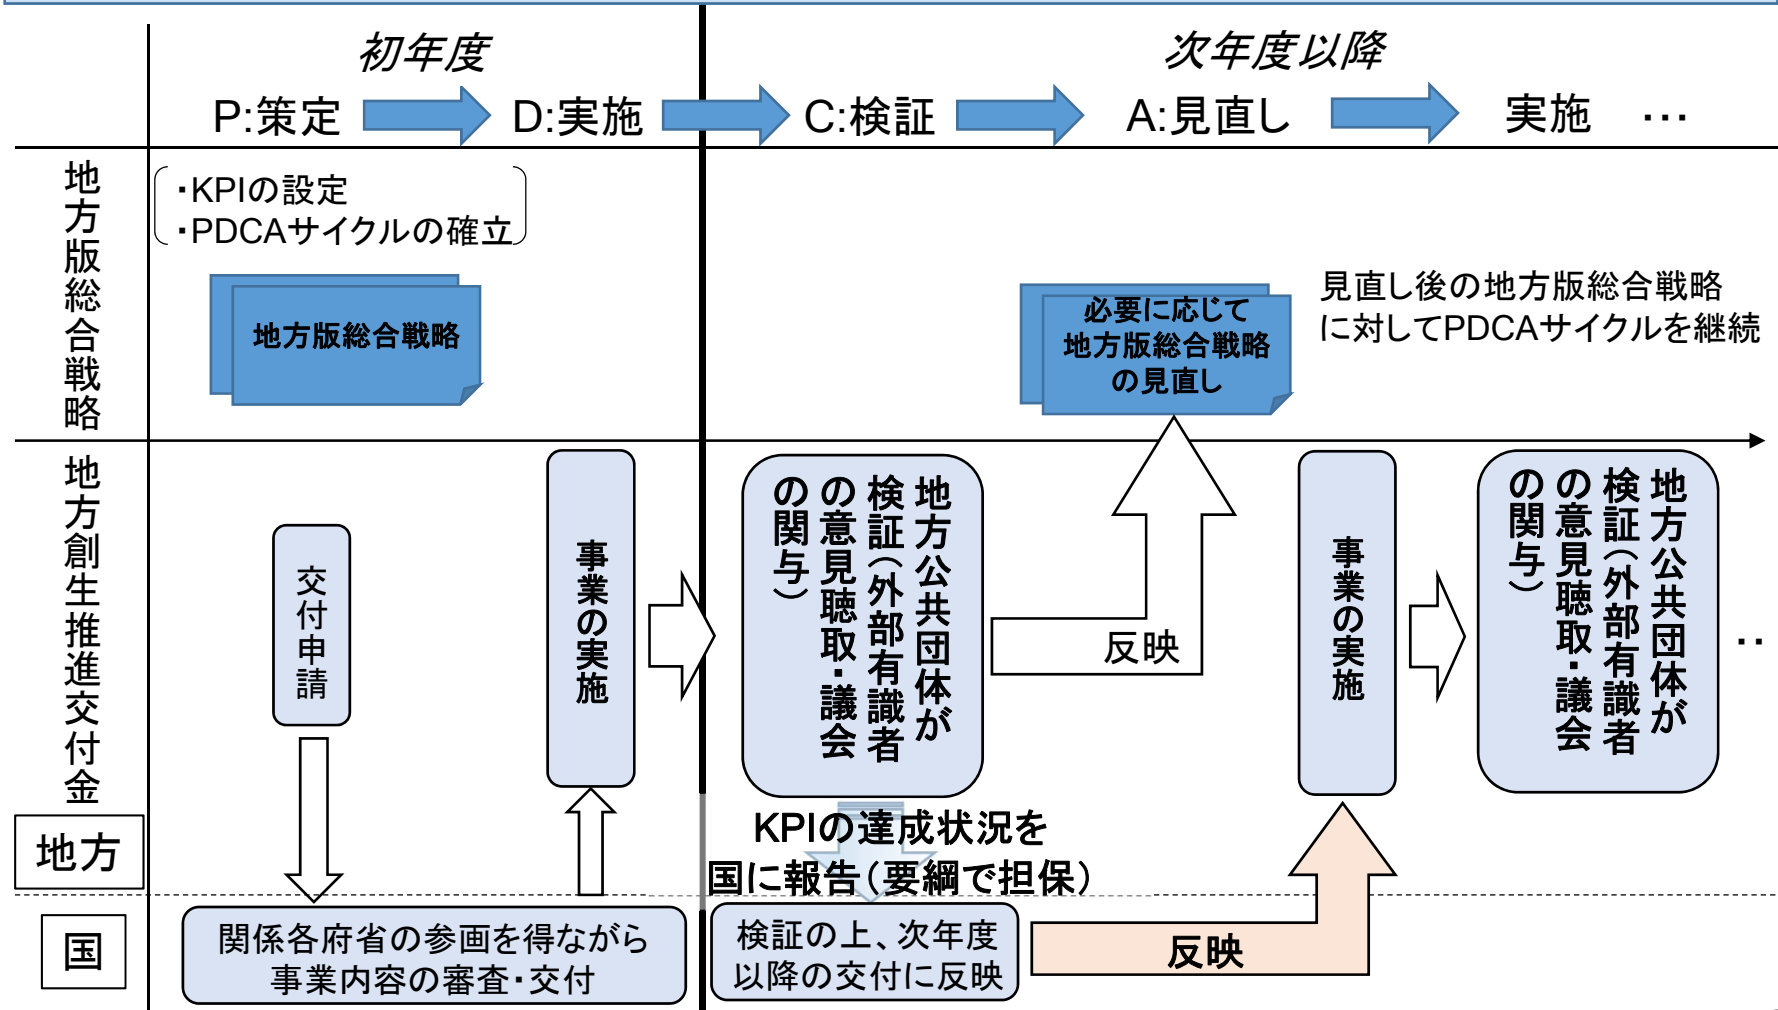 初年度
次年度以降
P:策定
D:実施
C:検証
A:見直し
実施
…
地方版総合戦略
・KPIの設定
・PDCAサイクルの確立
地方版総合戦略
必要に応じて
地方版総合戦略
の見直し
見直し後の地方版総合戦略
に対してPDCAサイクルを継続
地方創生推進交付金
交付申請
事業の実施
地方公共団体が
検証(外部有識者
の意見聴取・議会
の関与)
反映
事業の実施
地方公共団体が
検証(外部有識者
の意見聴取・議会
の関与)
‥
地方
KPIの達成状況を
国に報告(要綱で担保)
国
関係各府省の参画を得ながら
事業内容の審査・交付
検証の上、次年度
以降の交付に反映
反映